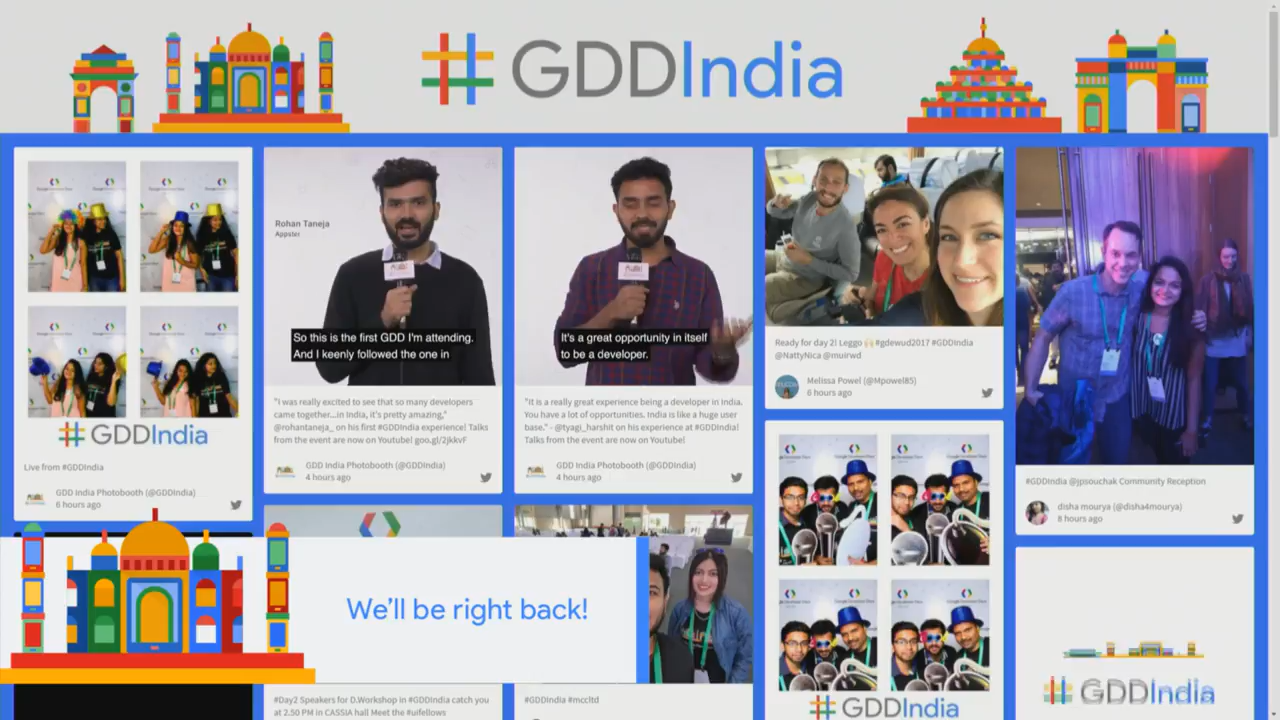 #GDDIndia
#GDDIndia
Live from #GDDIndia
GDD India Photobooth (@GDDIndia)
6 hours ago
Rohan Taneja
Appster
So this is the first GDD I'm attending.
And I keenly followed the one in
"I was really excited to see that so many developers
came together...in India, it's pretty amazing,"
@rohantaneja_ on his first #GDDIndia experience! Talks
from the event are now on Youtube! goo.gl/2jkkvF
GDD India Photobooth (@GDDIndia)
4 hours ago
It's a great opportunity in itself
to be a developer.
"It is a really great experience being a developer in India.
You have a lot of opportunities. India is like a huge user
base." - @tyagi_harshit on his experience at #GDDIndia!
Talks from the event are now on Youtube!
GDD India Photobooth (@GDDIndia)
4 hours ago
Ready for day 2! Leggo 🙌🏻 #gdewud2017 #GDDIndia
@NattyNica @muirwd
Melissa Powel (@Mpowel85)
6 hours ago
#GDDIndia @jpsouchak Community Reception
disha mourya (@disha4mourya)
8 hours ago
We'll be right back!
#Day2 Speakers for D.Workshop in #GDDIndia catch you
at 2.50 PM in CASSIA hall Meet the #uifellows
#GDDIndia #mccltd
#GDDIndia
#GDDIndia